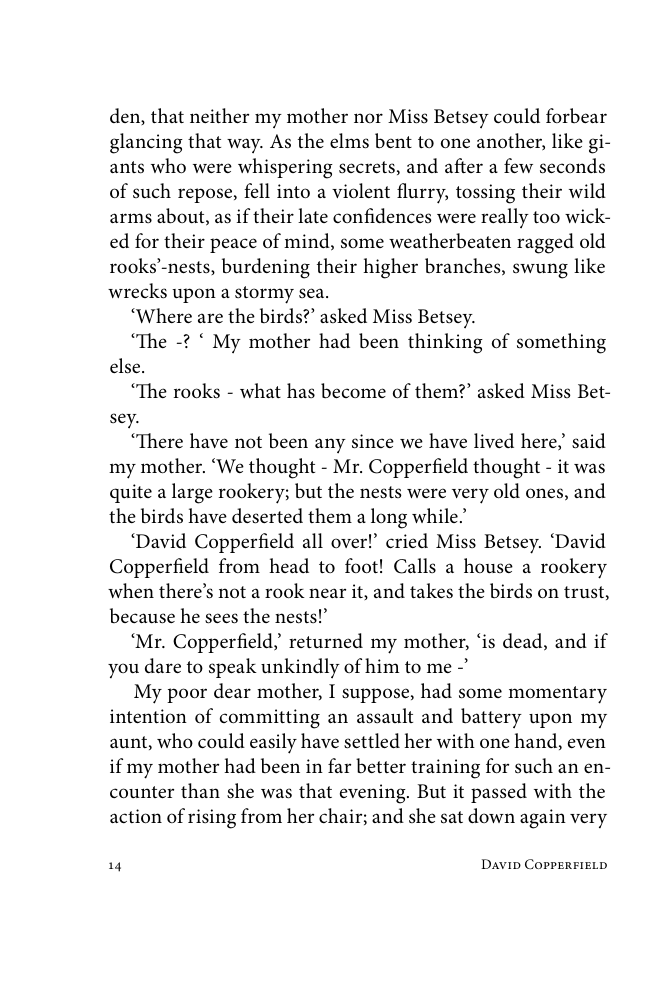 den, that neither my mother nor Miss Betsey could forbear
glancing that way. As the elms bent to one another, like gi-
ants who were whispering secrets, and after a few seconds
of such repose, fell into a violent flurry, tossing their wild
arms about, as if their late confidences were really too wick-
ed for their peace of mind, some weatherbeaten ragged old
rooks’-nests, burdening their higher branches, swung like
wrecks upon a stormy sea.
‘Where are the birds?’ asked Miss Betsey.
‘The -? ‘ My mother had been thinking of something
else.
‘The rooks - what has become of them?’ asked Miss Bet-
sey.
‘There have not been any since we have lived here,’ said
my mother. ‘We thought - Mr. Copperfield thought - it was
quite a large rookery; but the nests were very old ones, and
the birds have deserted them a long while.’
‘David Copperfield all over!’ cried Miss Betsey. ‘David
Copperfield from head to foot! Calls a house a rookery
when there’s not a rook near it, and takes the birds on trust,
because he sees the nests!’
‘Mr. Copperfield,’ returned my mother, ‘is dead, and if
you dare to speak unkindly of him to me -’
My poor dear mother, I suppose, had some momentary
intention of committing an assault and battery upon my
aunt, who could easily have settled her with one hand, even
if my mother had been in far better training for such an en-
counter than she was that evening. But it passed with the
action of rising from her chair; and she sat down again very
14 David Copperfield